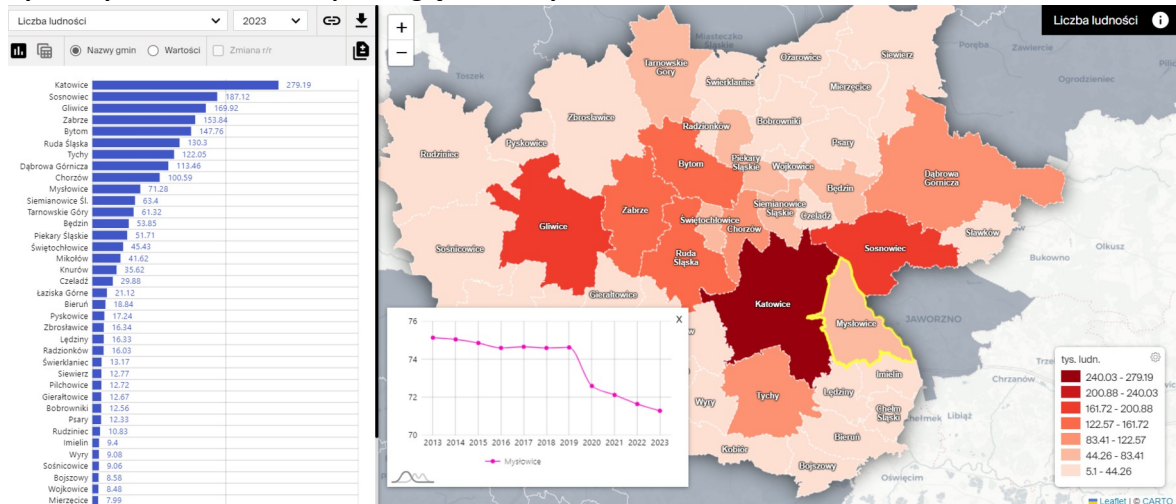 Liczba ludności
2023
Nazwy gmin
Wartości
Zmiana r/r
Katowice 279.19
Sosnowiec 187.12
Gliwice 169.92
Zabrze 153.84
Bytom 147.76
Ruda Śląska 130.3
Tychy 122.05
Dąbrowa Górnicza 113.46
Chorzów 100.59
Mysłowice 71.28
Siemianowice Śl. 63.4
Tarnowskie Góry 61.32
Będzin 53.85
Piekary Śląskie 51.71
Świętochłowice 45.43
Mikołów 41.62
Knurów 35.62
Czeladź 29.88
Łaziska Górne 21.12
Bieruń 18.84
Pyskowice 17.24
Zbrosławice 16.34
Lędziny 16.33
Radzionków 16.03
Świerklaniec 13.17
Siewierz 12.77
Pilchowice 12.72
Gierałtowice 12.67
Bobrowniki 12.56
Psary 12.33
Rudziniec 10.83
Imielin 9.4
Wyry 9.08
Sośnicowice 9.06
Bojszowy 8.58
Wojkowice 8.48
Mierzęcice 7.99
+
−
Liczba ludności
i
Miasteczko
Śląskie
Siewierz
Poręba
Zawiercie
Ożarowice
Tarnowskie
Góry
Toszek
Świerklaniec
Mierzęcice
Ogrodzieniec
Zbrosławice
Radzionków
Bobrowniki
Pyskowice
Psary
Rudziniec
Bytom
Piekary
Śląskie
Wojkowice
Dąbrowa
Górnicza
Będzin
Zabrze
Siemianowice
Śląskie
Czeladź
Świętochłowice
Chorzów
Gliwice
Sławków
Sośnicowice
Ruda
Śląska
Sosnowiec
Olkusz
Bukowno
Gierałtowice
Katowice
Mysłowice
JAWORZNO
Imielin
Chrzanów
Wyry
Tychy
Lędziny
Chełm
Śląski
Chełmek
Libiąż
Bieruń
Kobiór
Bojszowy
Oświęcim
x
76
74
72
70
2013 2014 2015 2016 2017 2018 2019 2020 2021 2022 2023
Mysłowice
tys. ludn.
240.03 - 279.19
200.88 - 240.03
161.72 - 200.88
122.57 - 161.72
83.41 - 122.57
44.26 - 83.41
5.1 - 44.26
Leaflet | © CARTO